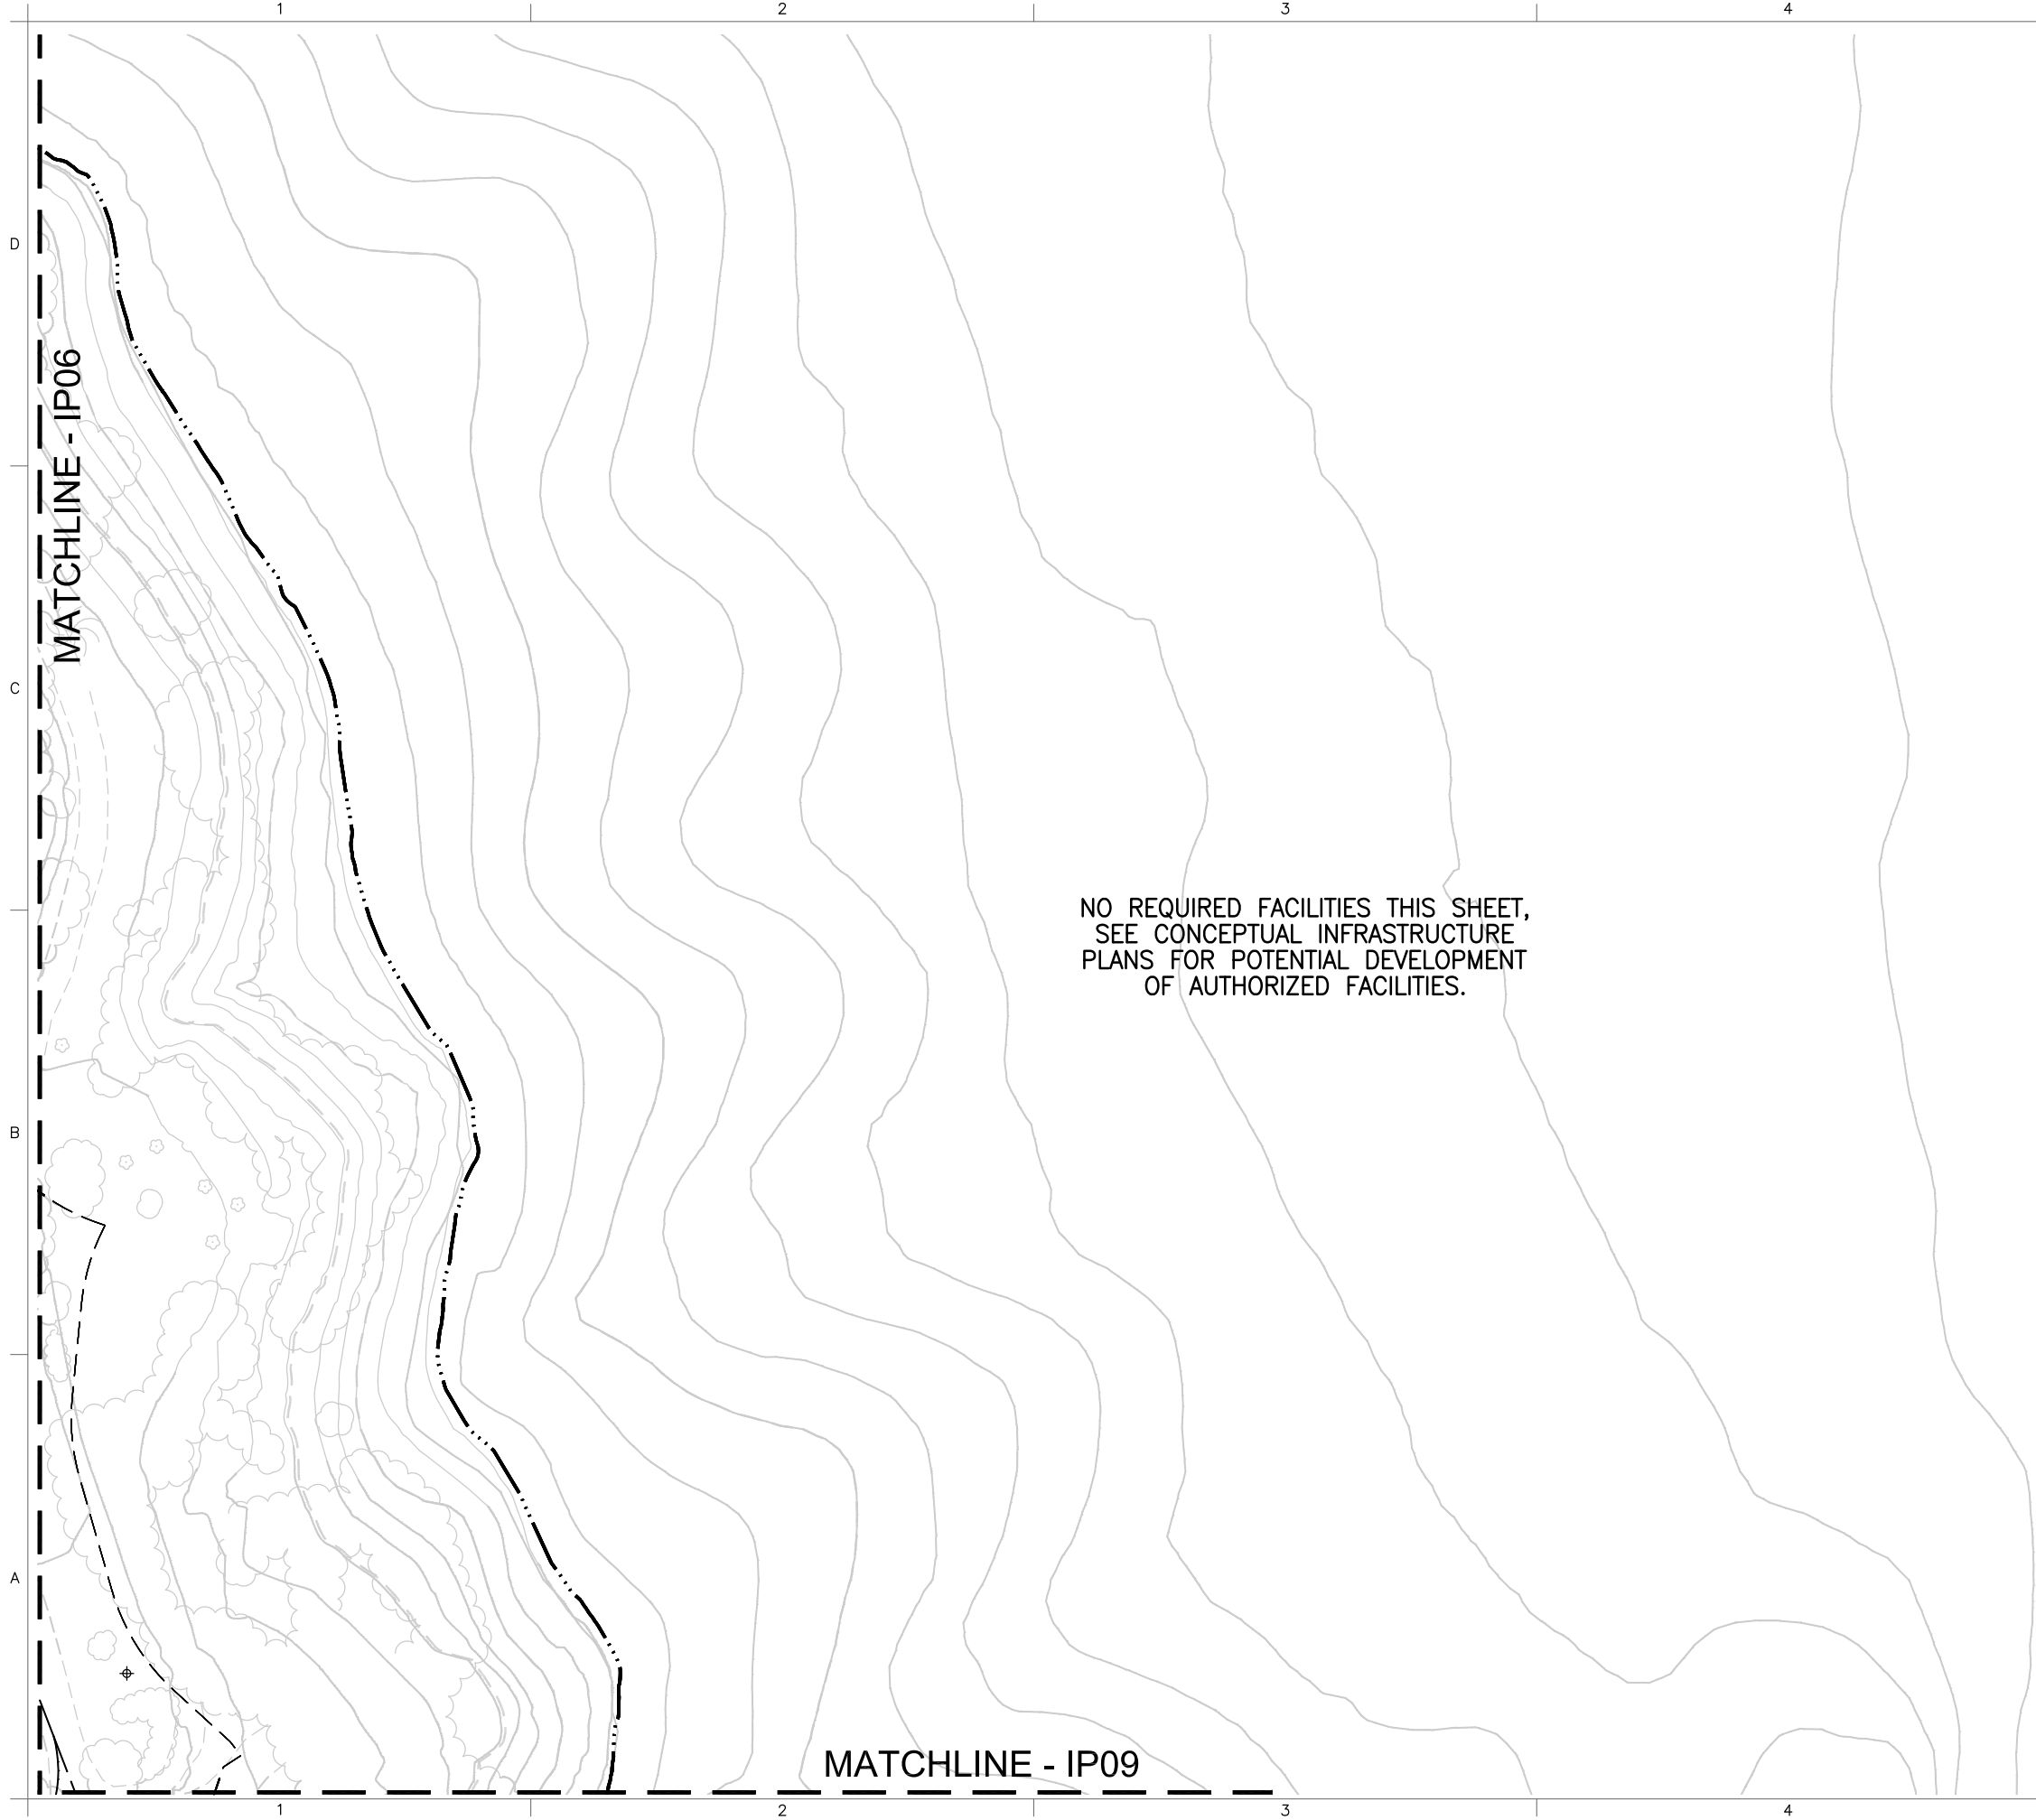 1 2 3 4
D
MATCHLINE - IP06
C
NO REQUIRED FACILITIES THIS SHEET,
SEE CONCEPTUAL INFRASTRUCTURE
PLANS FOR POTENTIAL DEVELOPMENT
OF AUTHORIZED FACILITIES.
B
A
MATCHLINE - IP09
1 2 3 4